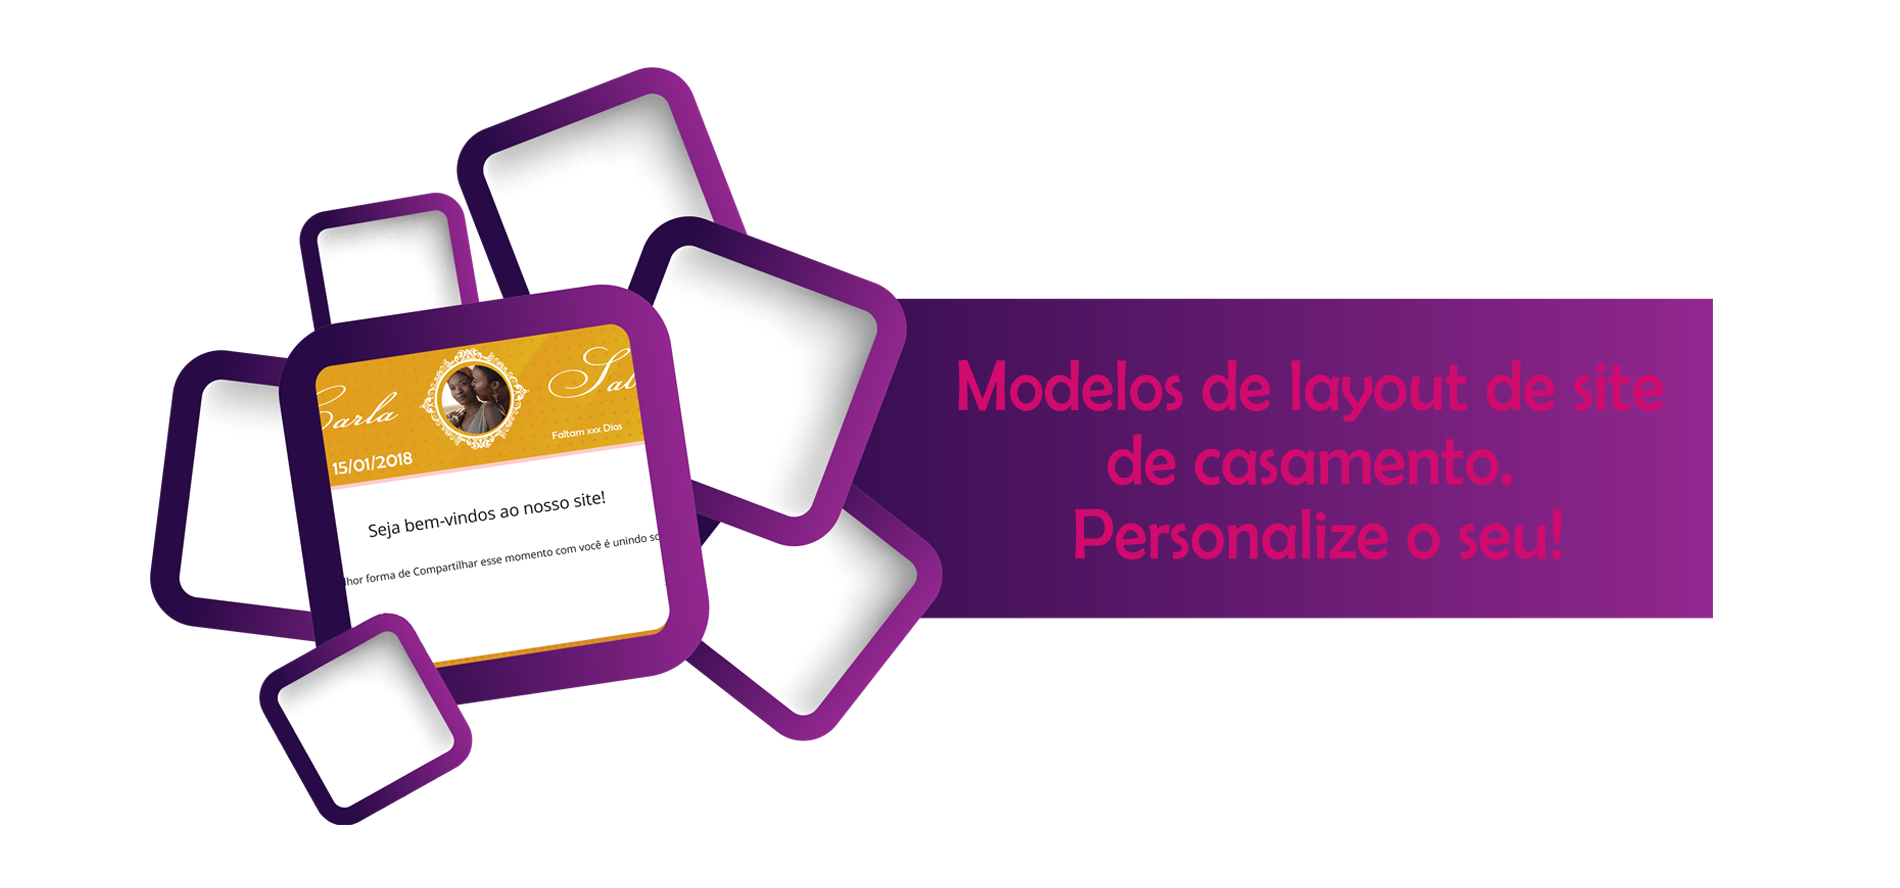 Carla
15/01/2018
Faltam xxx Dias
Seja bem-vindos ao nosso site!
forma de Compartilhar esse momento com você é unindo
Modelos de layout de site
de casamento.
Personalize o seu!